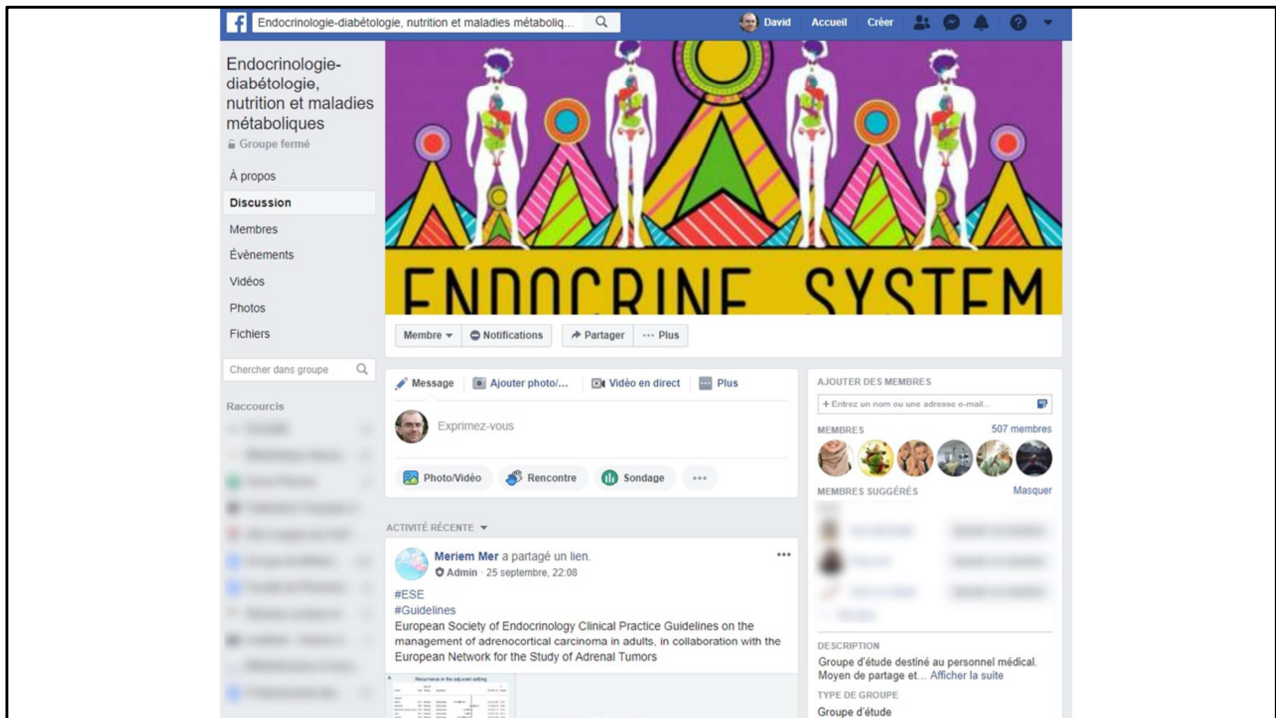 Endocrinologie-diabétologie, nutrition et maladies métaboliq...
David
Accueil
Créer
Endocrinologie-
diabétologie,
nutrition et maladies
métaboliques
Groupe fermé
À propos
Discussion
Membres
Évènements
Vidéos
Photos
Fichiers
Chercher dans groupe
Raccourcis
ENDOCRINE SYSTEM
Membre
Notifications
Partager
Plus
Message
Ajouter photo/...
Vidéo en direct
Plus
Exprimez-vous
Photo/Vidéo
Rencontre
Sondage
ACTIVITÉ RÉCENTE
Meriem Mer a partagé un lien.
Admin · 25 septembre, 22:08
#ESE
#Guidelines
European Society of Endocrinology Clinical Practice Guidelines on the
management of adrenocortical carcinoma in adults, in collaboration with the
European Network for the Study of Adrenal Tumors
Recurrence in the adjuvant setting
AJOUTER DES MEMBRES
+ Entrez un nom ou une adresse e-mail...
MEMBRES
507 membres
MEMBRES SUGGÉRÉS
Masquer
DESCRIPTION
Groupe d'étude destiné au personnel médical.
Moyen de partage et... Afficher la suite
TYPE DE GROUPE
Groupe d'étude